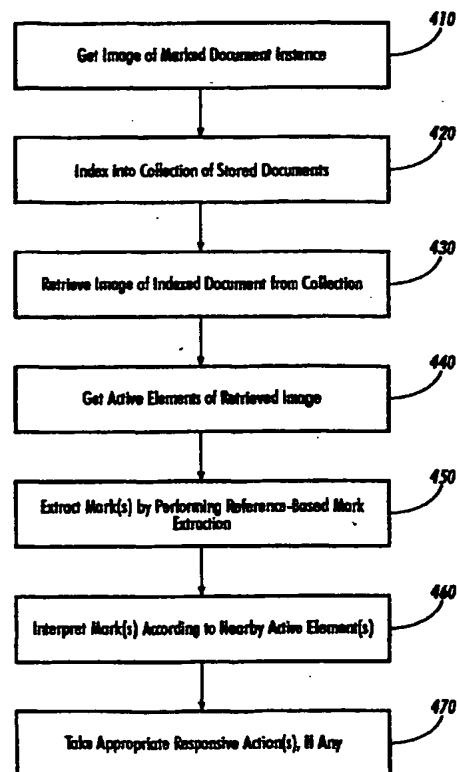 410
Get Image of Marked Document Instance
420
Index into Collection of Stored Documents
430
Retrieve Image of Indexed Document from Collection
440
Get Active Elements of Retrieved Image
450
Extract Mark(s) by Performing Reference-Based Mark
Extraction
460
Interpret Mark(s) According to Nearby Active Element(s)
470
Take Appropriate Responsive Action(s), If Any